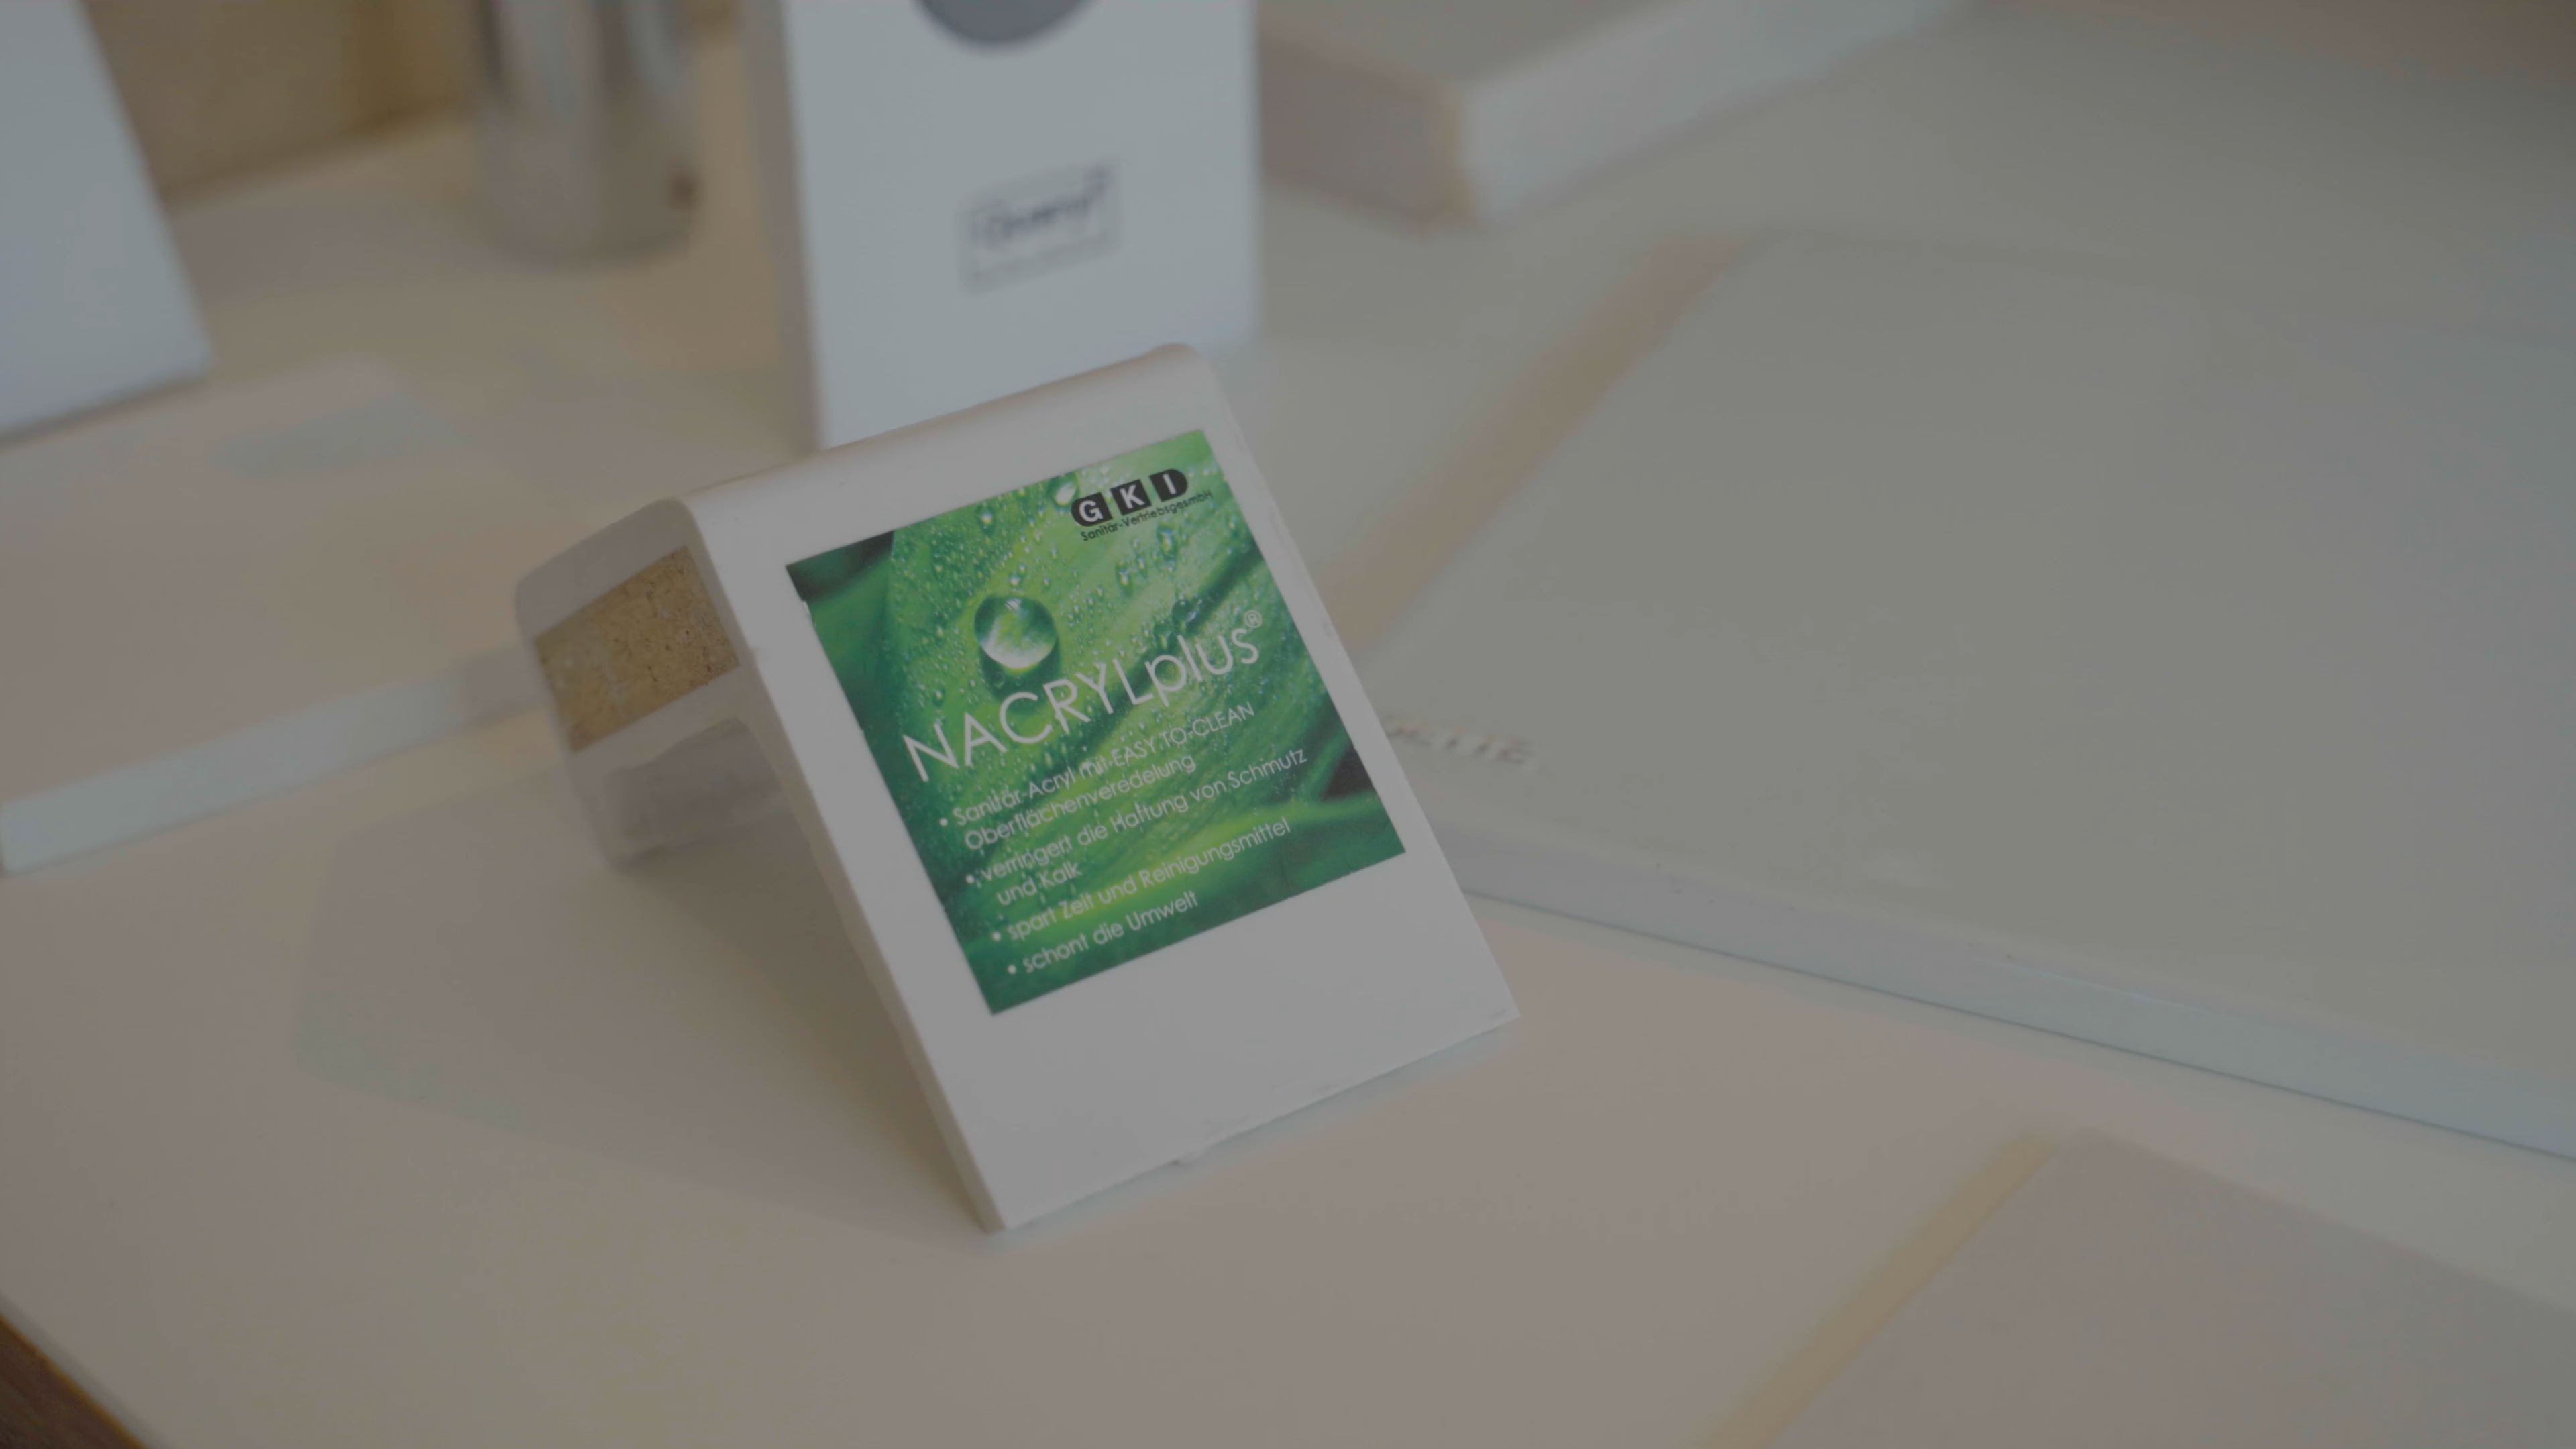 GKI
Sanitär-VertriebsgesmbH
NACRYLplus®
• Sanitär-Acryl mit EASY-TO-CLEAN
Oberflächenveredelung
• verringert die Haftung von Schmutz
und Kalk
• spart Zeit und Reinigungsmittel
• schont die Umwelt